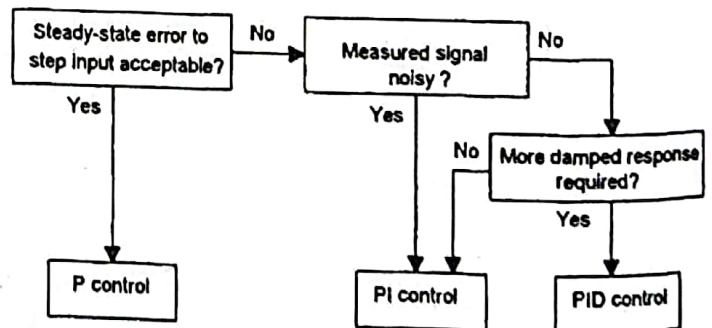 Steady-state error to
step input acceptable?
No
Measured signal
noisy ?
No
Yes
Yes
No
More damped response
required?
Yes
P control
PI control
PID control